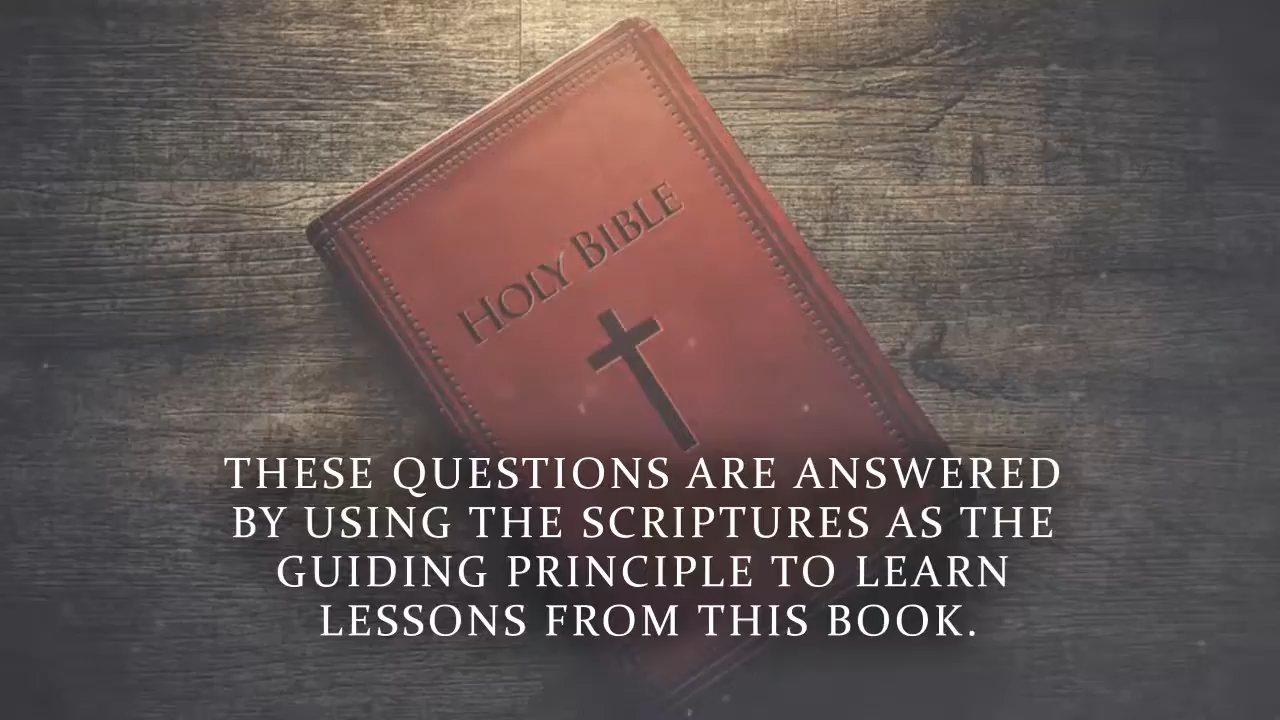 HOLY BIBLE
THESE QUESTIONS ARE ANSWERED
BY USING THE SCRIPTURES AS THE
GUIDING PRINCIPLE TO LEARN
LESSONS FROM THIS BOOK.